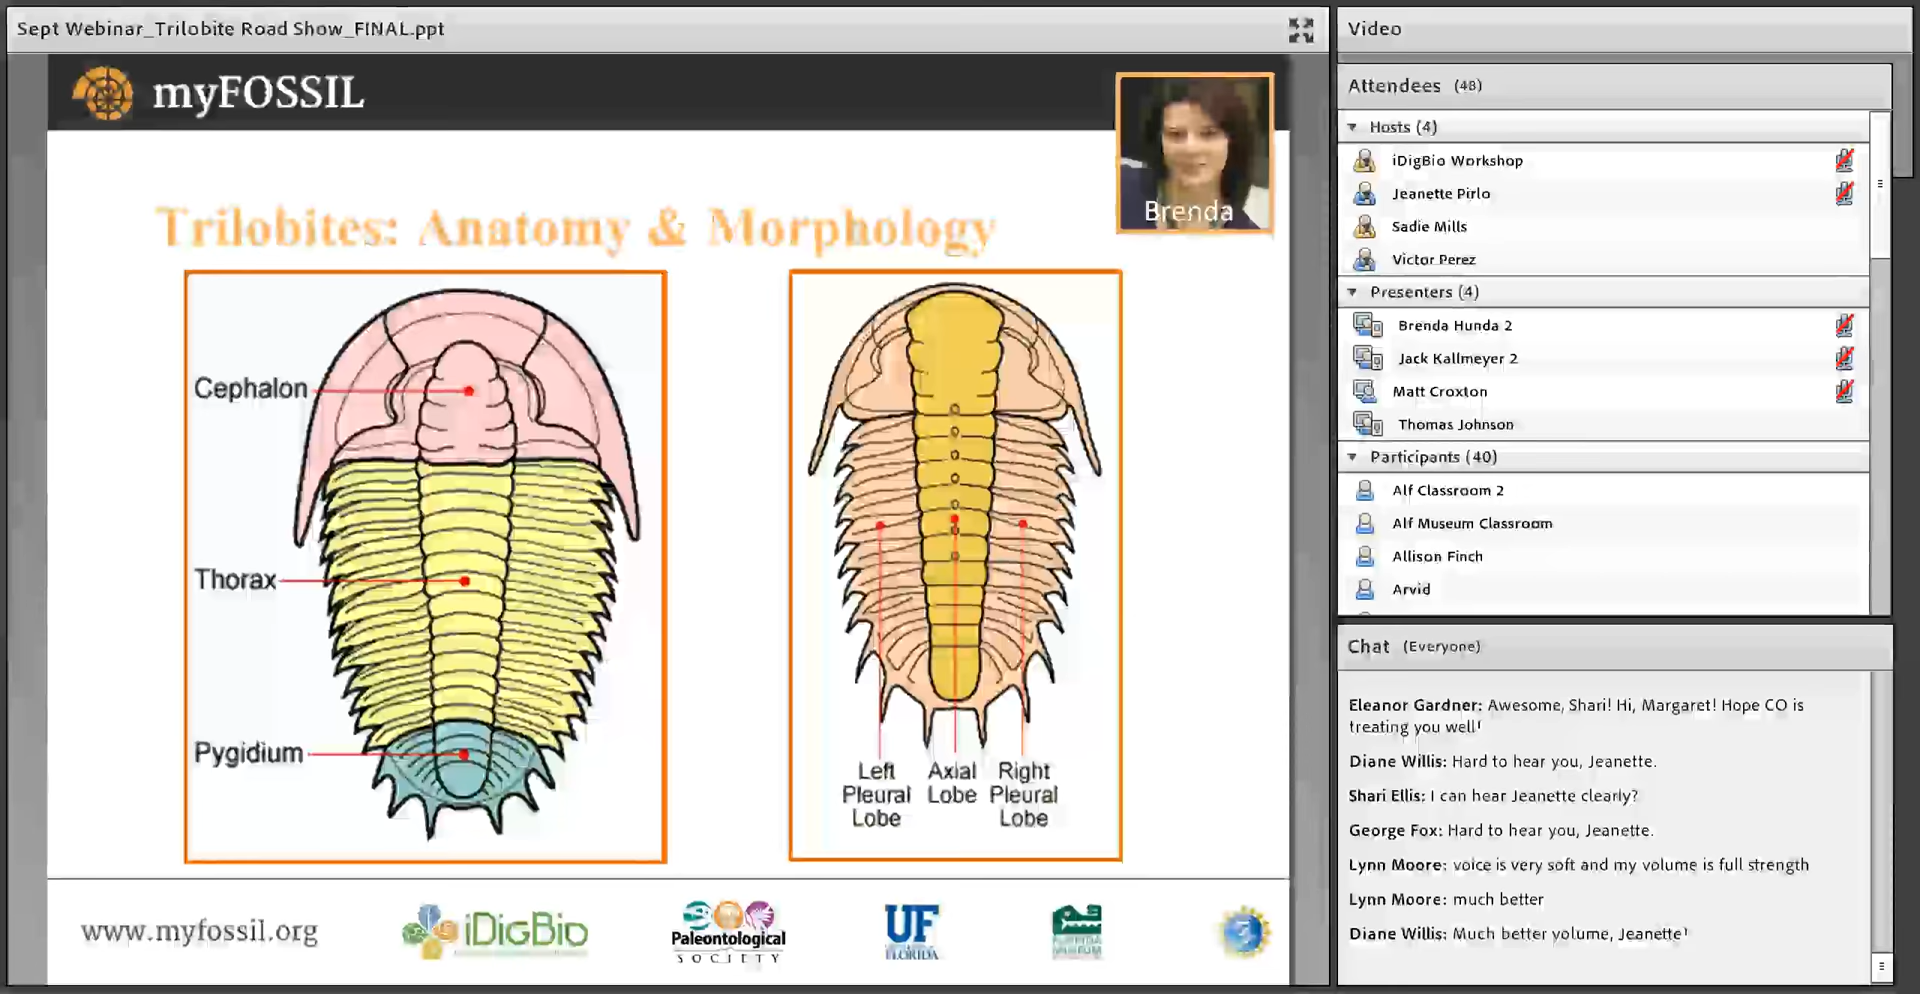 Sept Webinar_Trilobite Road Show_FINAL.ppt
myFOSSIL
Brenda
Trilobites: Anatomy & Morphology
Cephalon
Thorax
Pygidium
Left Pleural Lobe
Axial Lobe
Right Pleural Lobe
www.myfossil.org
iDigBio
Paleontological
SOCIETY
UF
FLORIDA
Video
Attendees (48)
Hosts (4)
iDigBio Workshop
Jeanette Pirlo
Sadie Mills
Victor Perez
Presenters (4)
Brenda Hunda 2
Jack Kallmeyer 2
Matt Croxton
Thomas Johnson
Participants (40)
Alf Classroom 2
Alf Museum Classroom
Allison Finch
Arvid
Chat (Everyone)
Eleanor Gardner: Awesome, Shari! Hi, Margaret! Hope CO is
treating you well!
Diane Willis: Hard to hear you, Jeanette.
Shari Ellis: I can hear Jeanette clearly?
George Fox: Hard to hear you, Jeanette.
Lynn Moore: voice is very soft and my volume is full strength
Lynn Moore: much better
Diane Willis: Much better volume, Jeanette!